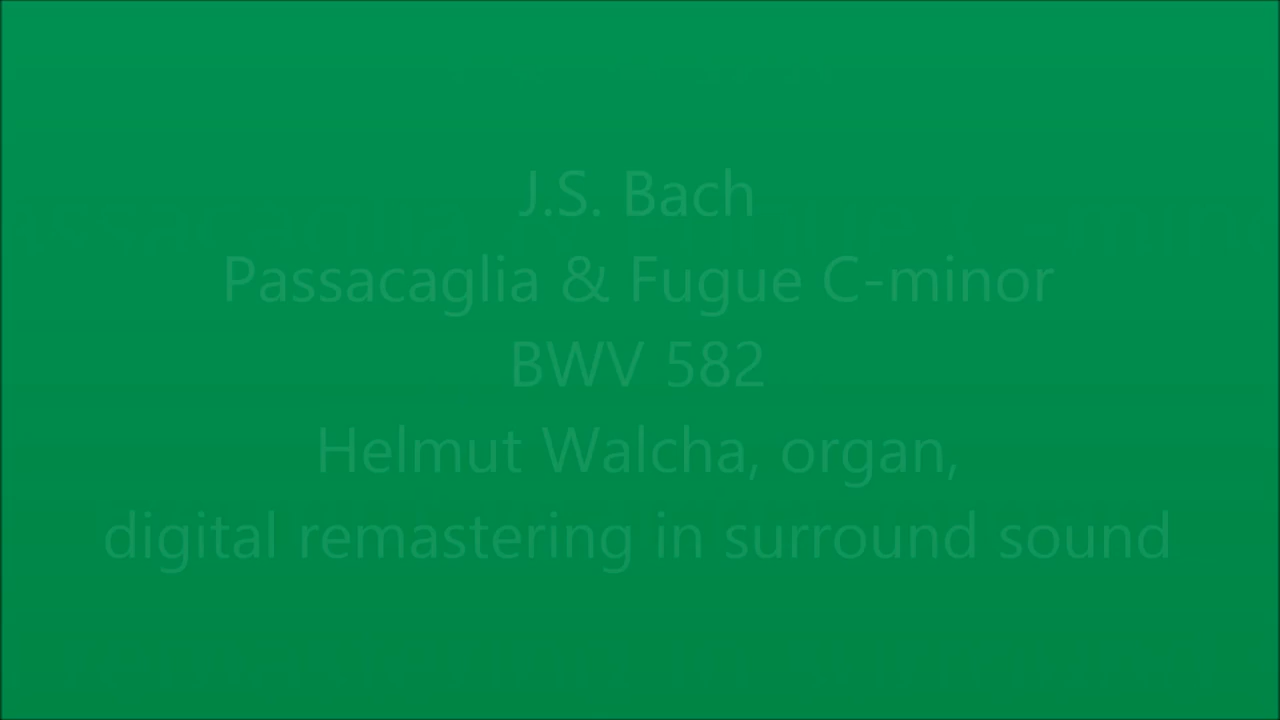 J.S. Bach
Passacaglia & Fugue C-minor
BWV 582
Helmut Walcha, organ,
digital remastering in surround sound